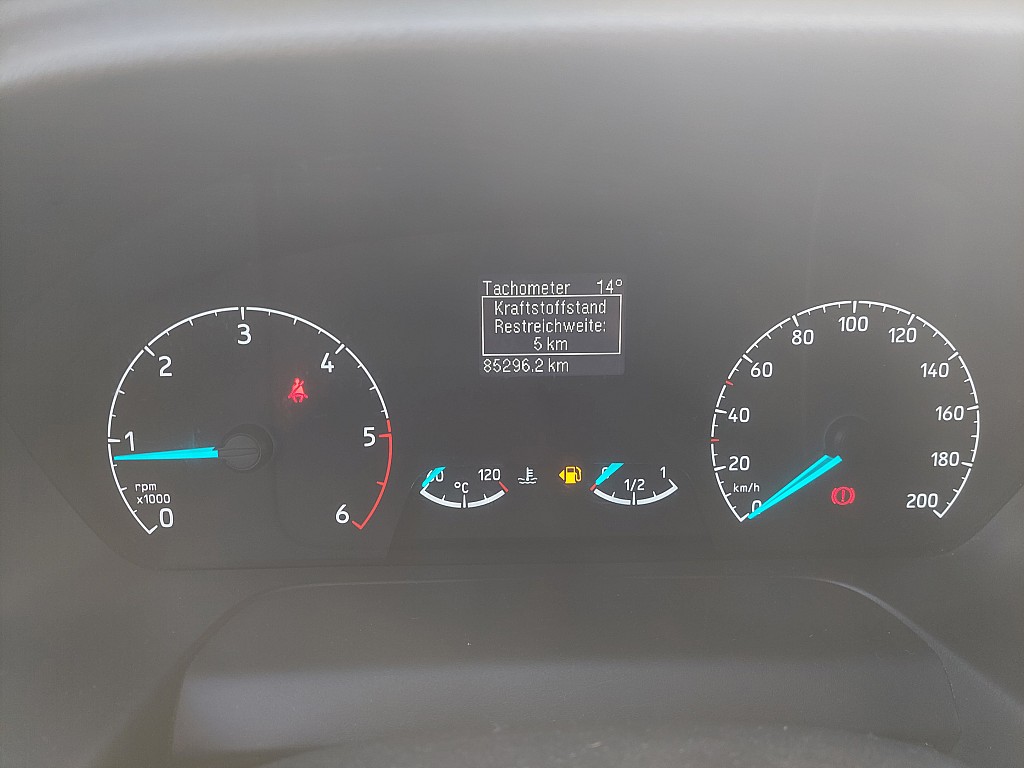 Tachometer 14°
Kraftstoffstand
Restreichweite:
5 km
85296.2 km
0 1 2 3 4 5 6
rpm
x1000
120
°C
0 1/2 1
0 20 40 60 80 100 120 140 160 180 200
km/h